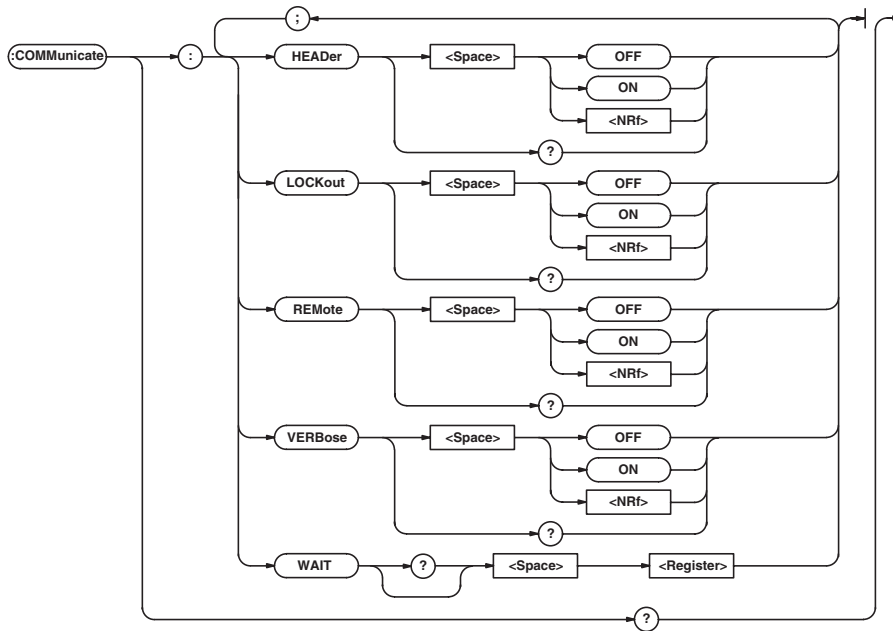 ;
:COMMunicate : HEADer <Space> OFF
ON
<NRf>
?
LOCKout <Space> OFF
ON
<NRf>
?
REMote <Space> OFF
ON
<NRf>
?
VERBose <Space> OFF
ON
<NRf>
?
WAIT ? <Space> <Register>
?